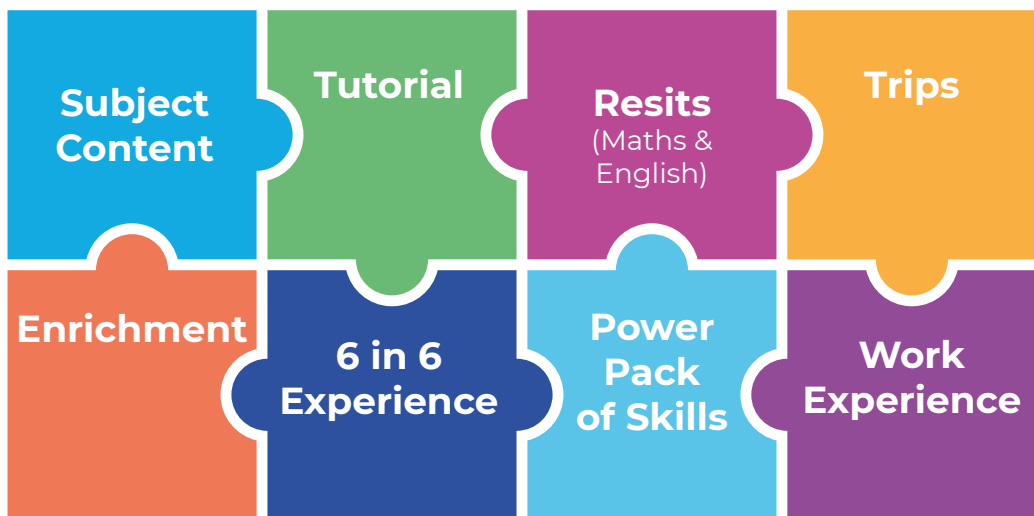 Subject
Content
Tutorial
Resits
(Maths &
English)
Trips
Enrichment
6 in 6
Experience
Power
Pack
of Skills
Work
Experience